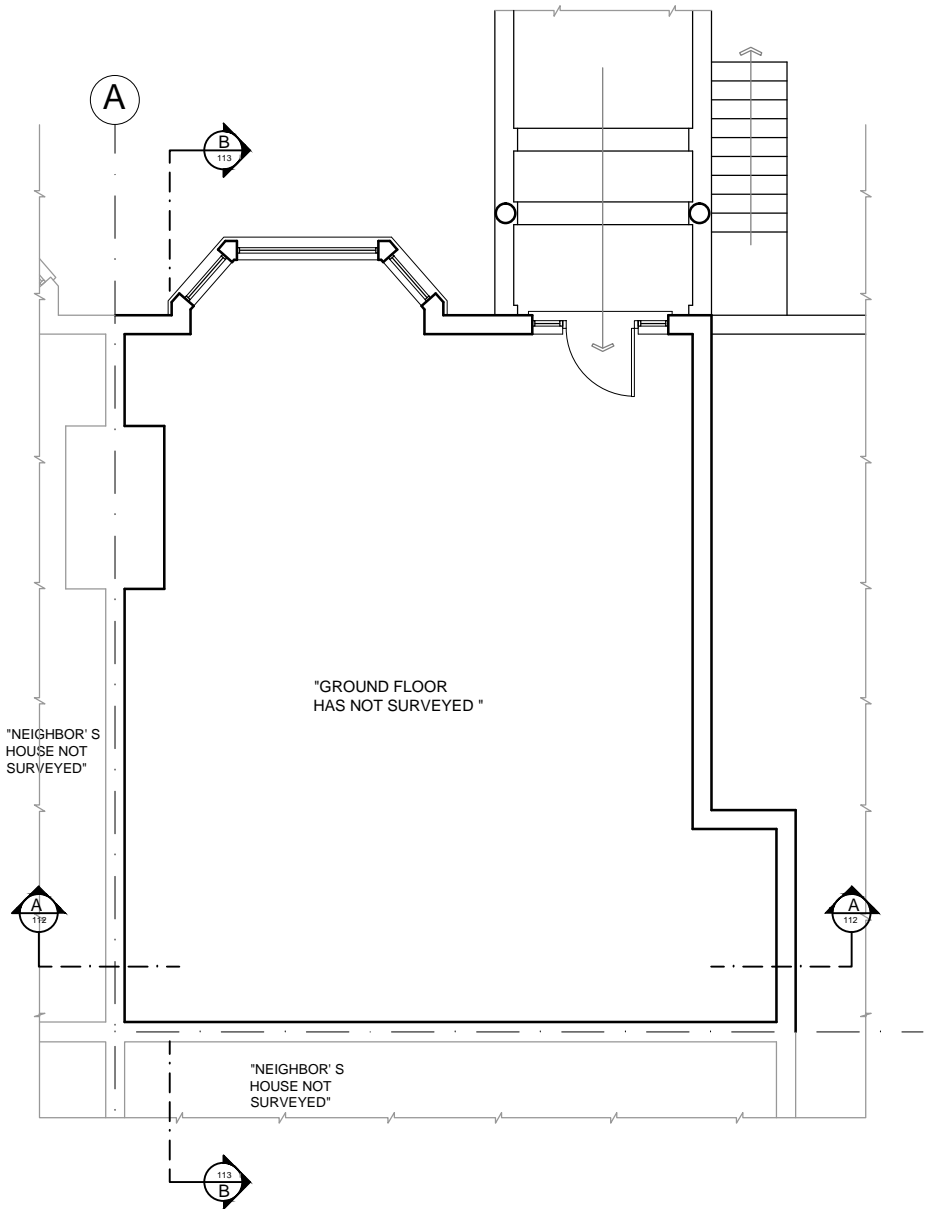 A
B
113
"GROUND FLOOR
HAS NOT SURVEYED "
"NEIGHBOR' S
HOUSE NOT
SURVEYED"
A
112
A
112
"NEIGHBOR' S
HOUSE NOT
SURVEYED"
113
B